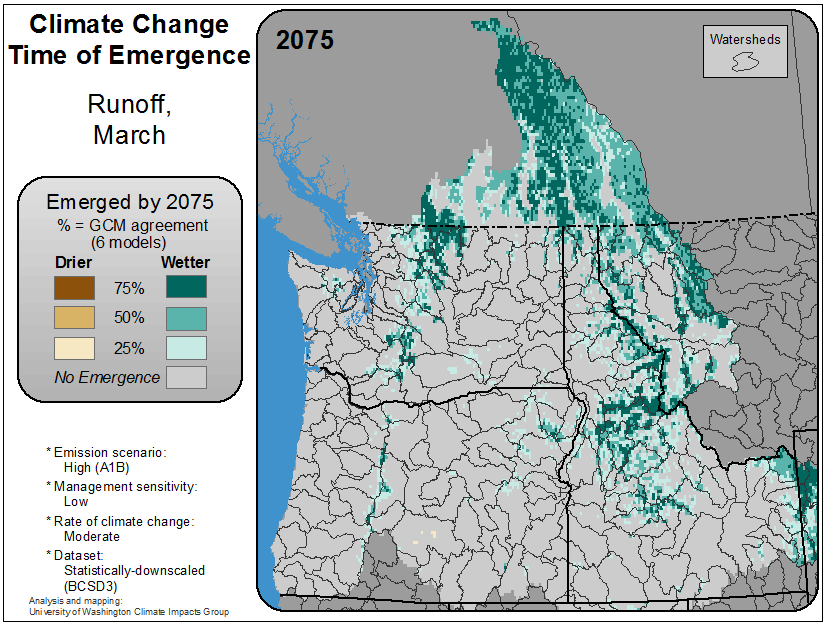 Climate Change
Time of Emergence
Runoff,
March
Emerged by 2075
% = GCM agreement
(6 models)
Drier Wetter
75%
50%
25%
No Emergence
* Emission scenario:
High (A1B)
* Management sensitivity:
Low
* Rate of climate change:
Moderate
* Dataset:
Statistically-downscaled
(BCSD3)
Analysis and mapping:
University of Washington Climate Impacts Group
2075
Watersheds